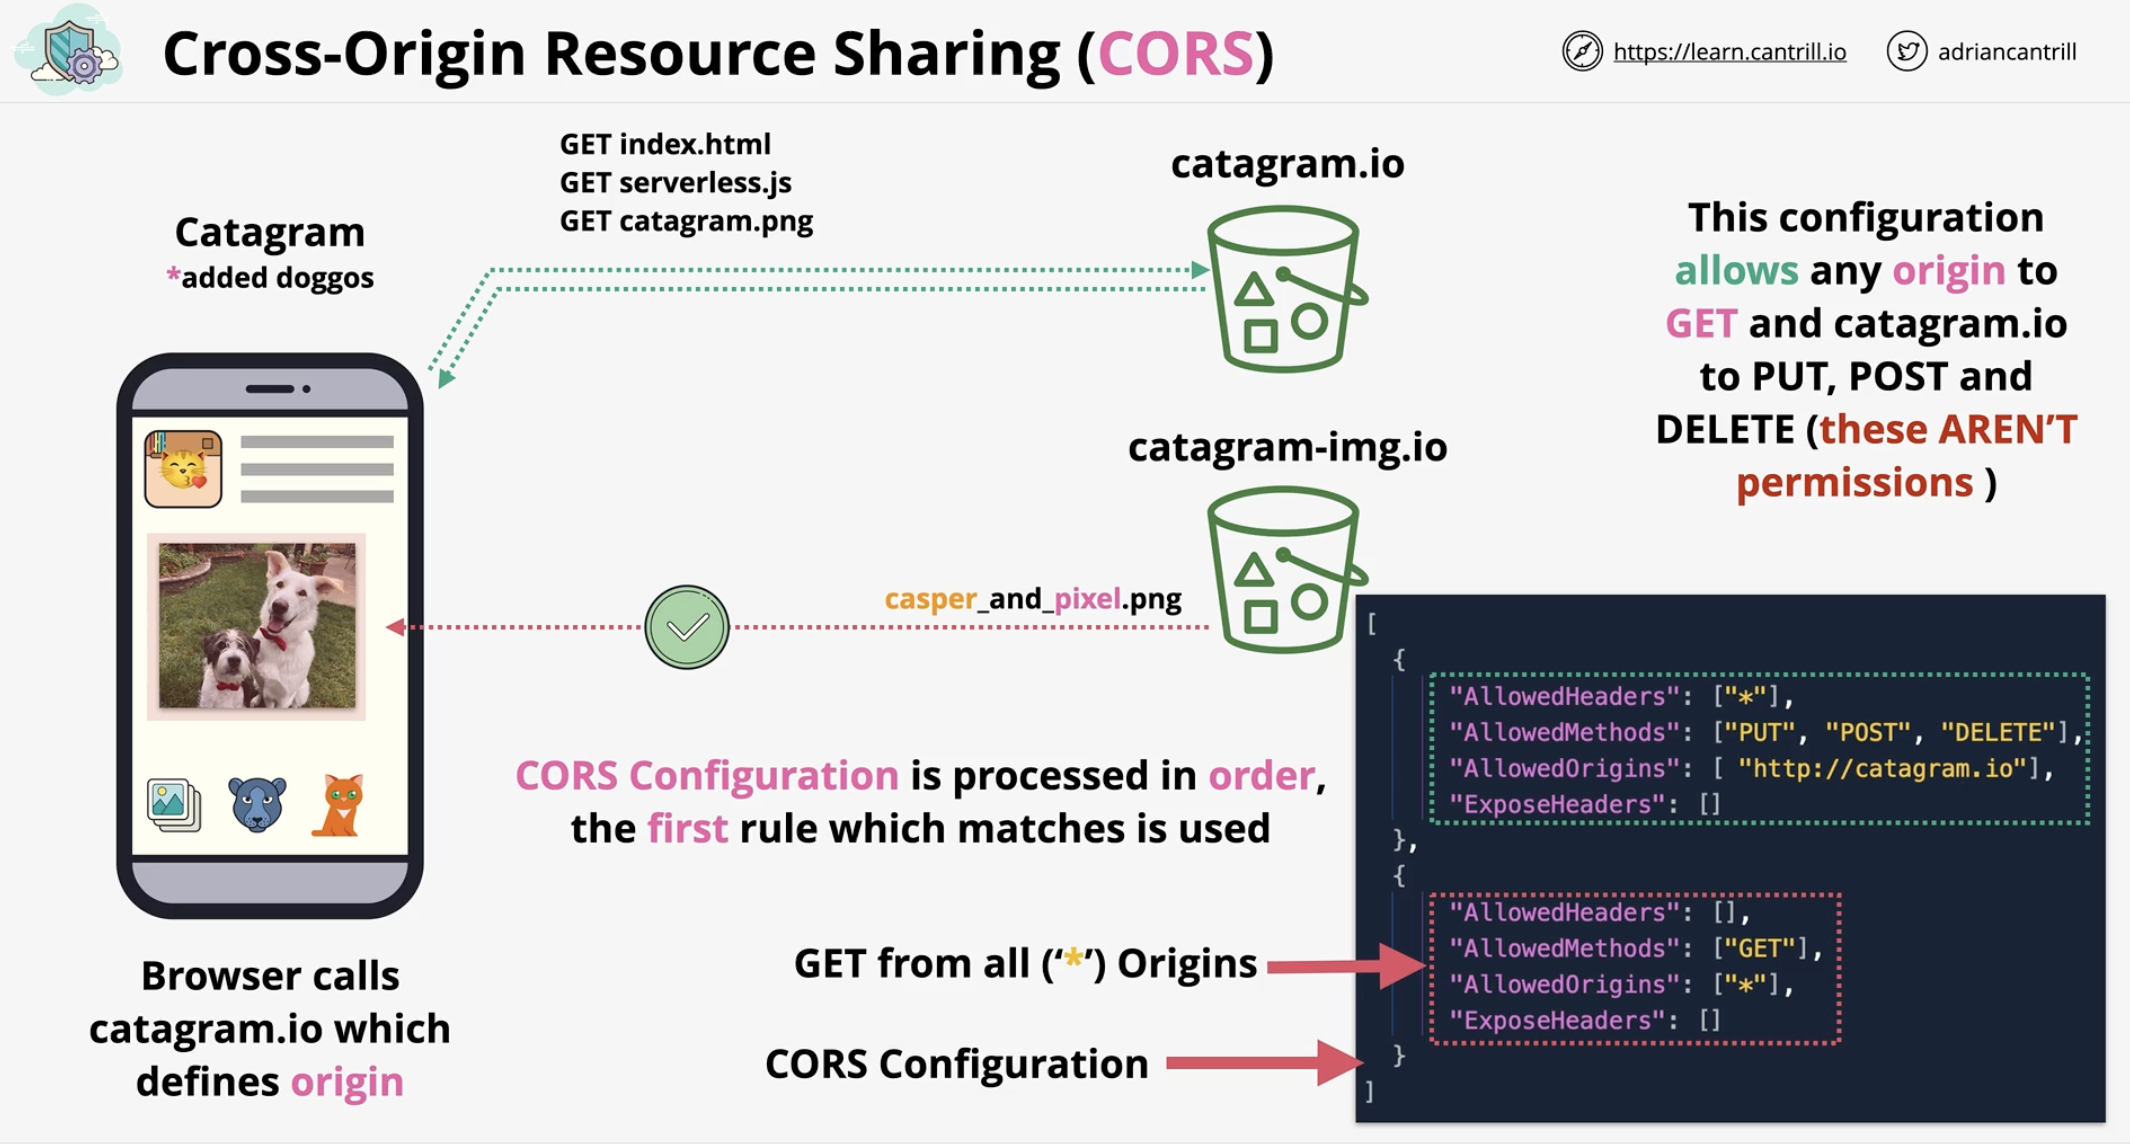 Cross-Origin Resource Sharing (CORS)
https://learn.cantrill.io
adriancantrill
GET index.html
GET serverless.js
GET catagram.png
catagram.io
Catagram
*added doggos
This configuration
allows any origin to
GET and catagram.io
to PUT, POST and
DELETE (these AREN'T
permissions )
catagram-img.io
casper_and_pixel.png
CORS Configuration is processed in order,
the first rule which matches is used
Browser calls
catagram.io which
defines origin
GET from all (‘*’) Origins
CORS Configuration
[
{
"AllowedHeaders": ["*"],
"AllowedMethods": ["PUT", "POST", "DELETE"],
"AllowedOrigins": [ "http://catagram.io"],
"ExposeHeaders": []
},
{
"AllowedHeaders": [],
"AllowedMethods": ["GET"],
"AllowedOrigins": ["*"],
"ExposeHeaders": []
}
]